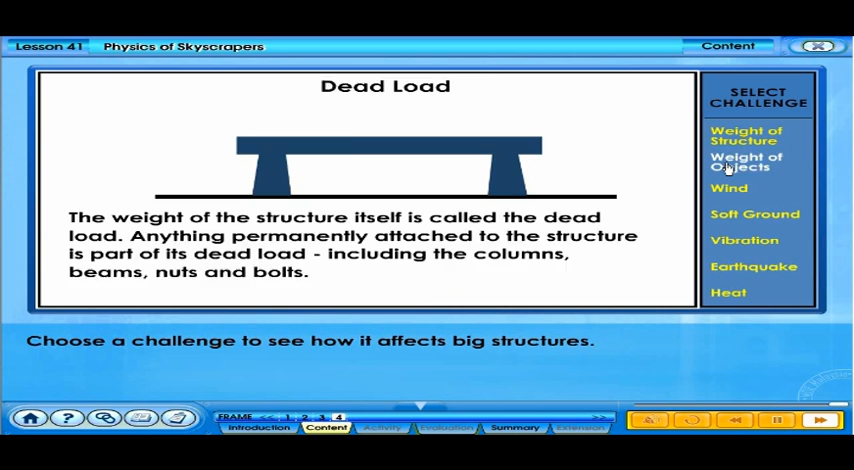 Lesson 41 Physics of Skyscrapers Content
Dead Load
The weight of the structure itself is called the dead
load. Anything permanently attached to the structure
is part of its dead load - including the columns,
beams, nuts and bolts.
SELECT
CHALLENGE
Weight of
Structure
Weight of
Objects
Wind
Soft Ground
Vibration
Earthquake
Heat
Choose a challenge to see how it affects big structures.
FRAME << 1 2 3 4 >>
Introduction Content Activity Evaluation Summary Extension